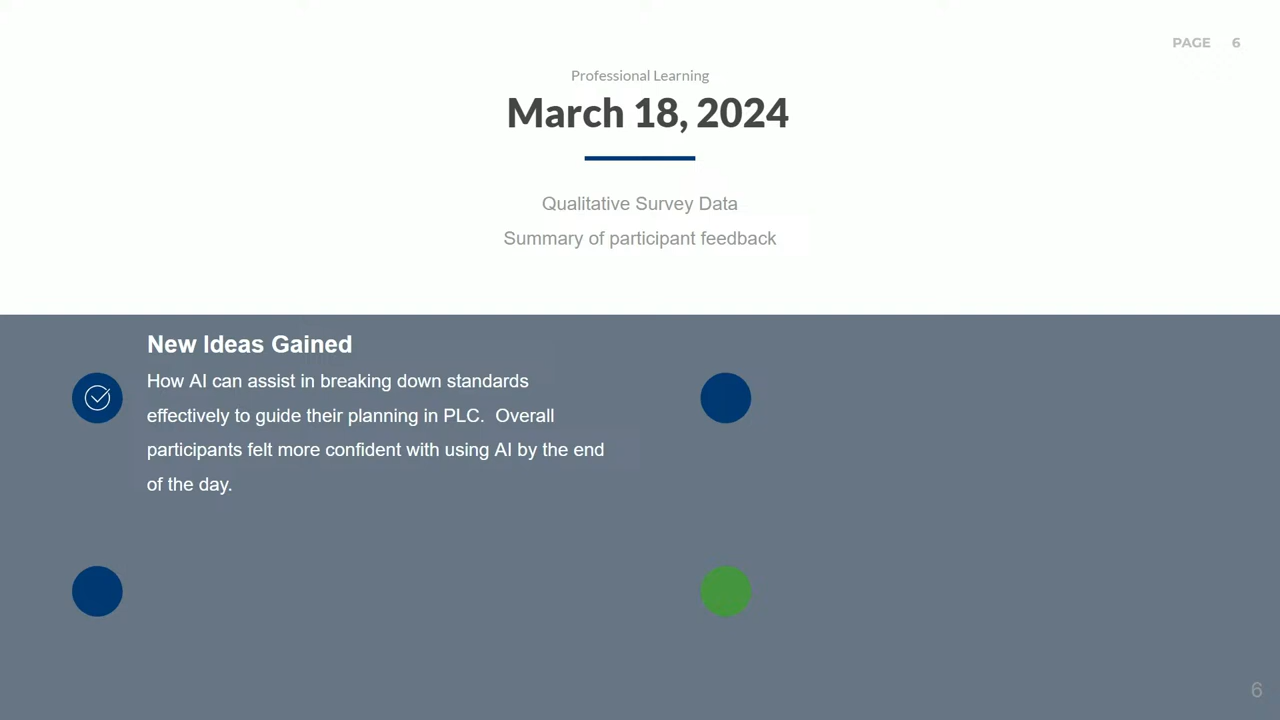 PAGE 6
Professional Learning
March 18, 2024
Qualitative Survey Data
Summary of participant feedback
New Ideas Gained
How AI can assist in breaking down standards
effectively to guide their planning in PLC.  Overall
participants felt more confident with using AI by the end
of the day.
6